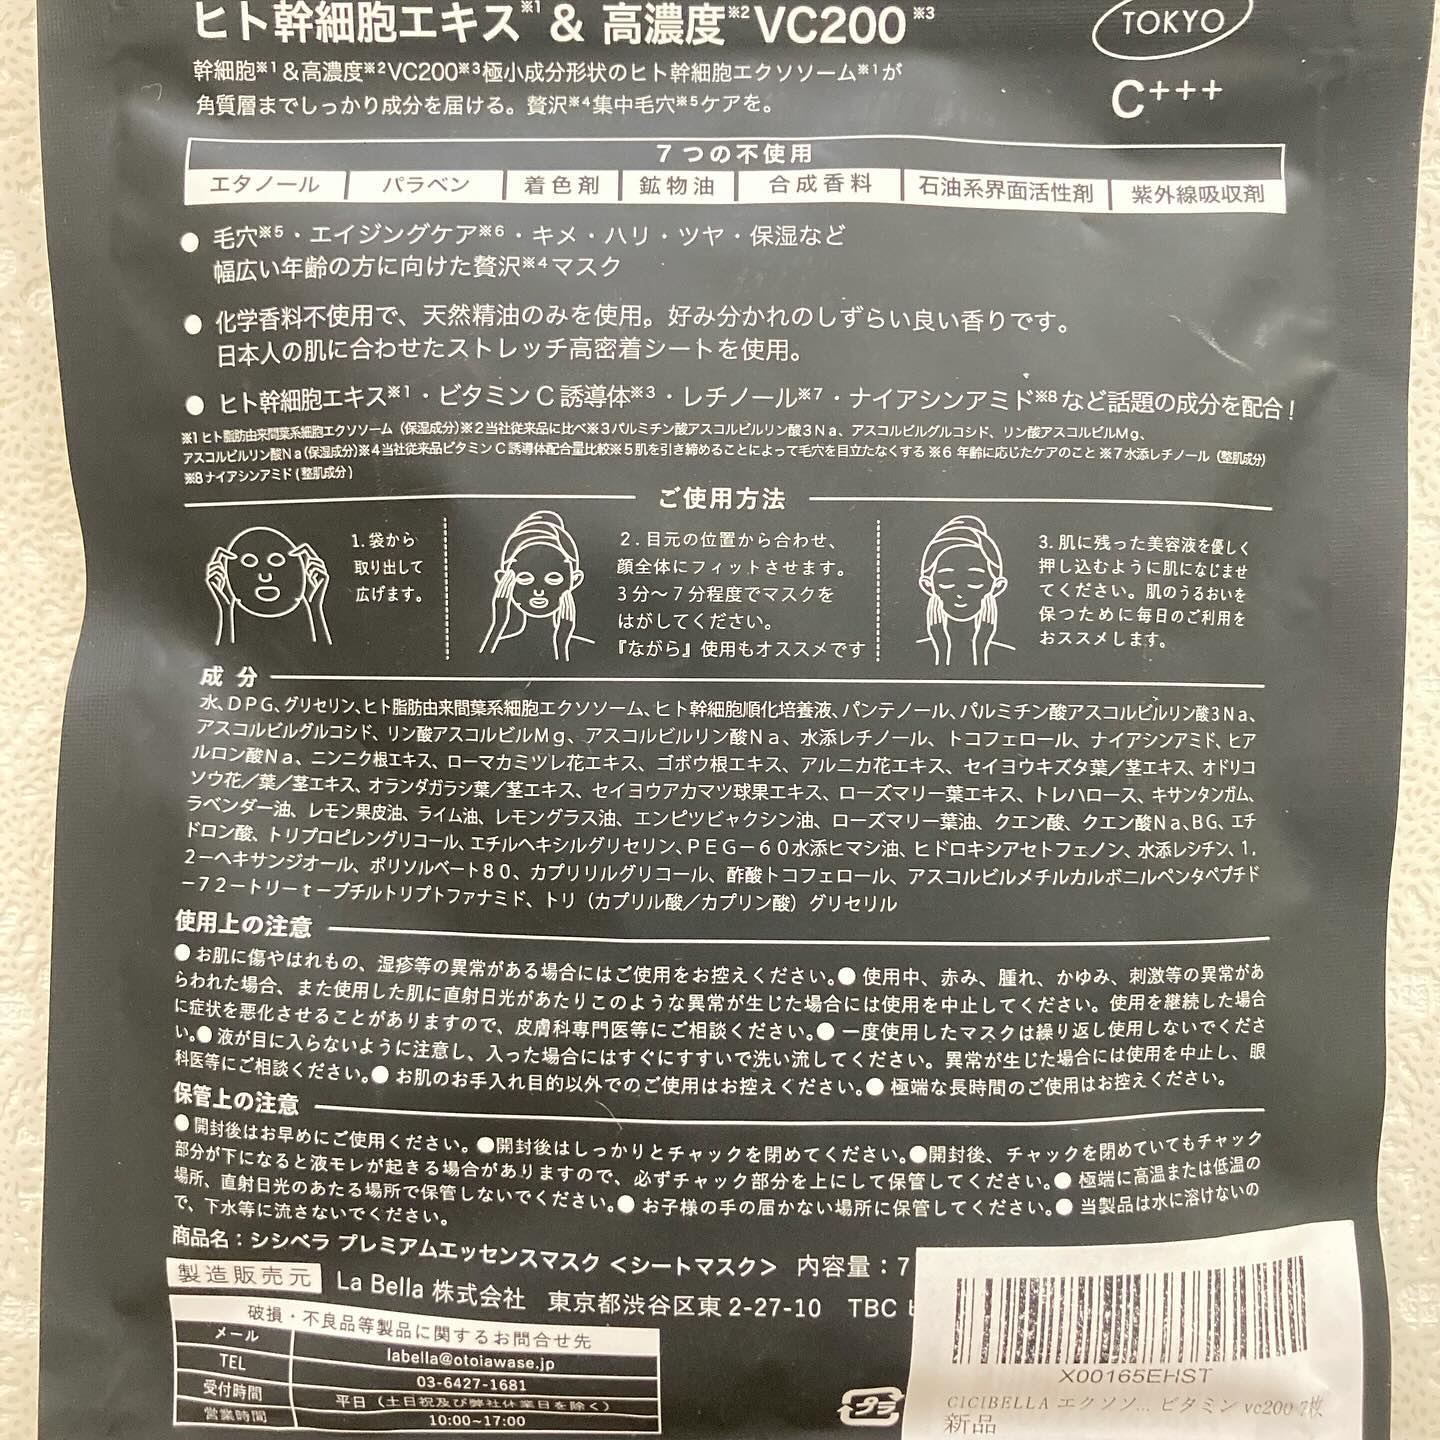 ヒト幹細胞エキス※1 & 高濃度※2 VC200※3
TOKYO
C+++
幹細胞※1&高濃度※2VC200※3極小成分形状のヒト幹細胞エクソソーム※1が
角質層までしっかり成分を届ける。贅沢※4集中毛穴※5ケアを。
7つの不使用
エタノール パラベン 着色剤 鉱物油 合成香料 石油系界面活性剤 紫外線吸収剤
● 毛穴※5・エイジングケア※6・キメ・ハリ・ツヤ・保湿など
幅広い年齢の方に向けた贅沢※4マスク
● 化学香料不使用で、天然精油のみを使用。好み分かれのしずらい良い香りです。
日本人の肌に合わせたストレッチ高密着シートを使用。
● ヒト幹細胞エキス※1・ビタミンC誘導体※3・レチノール※7・ナイアシンアミド※8など話題の成分を配合!
※1ヒト脂肪由来間葉系細胞エクソソーム(保湿成分)※2当社従来品に比べ※3パルミチン酸アスコルビルリン酸3Na、アスコルビルグルコシド、リン酸アスコルビルMg、
アスコルビルリン酸Na(保湿成分)※4当社従来品ビタミンC誘導体配合量比較※5肌を引き締めることによって毛穴を目立たなくする※6 年齢に応じたケアのこと※7水添レチノール(整肌成分)
※8ナイアシンアミド(整肌成分)
ご使用方法
1.袋から
取り出して
広げます。
2.目元の位置から合わせ、
顔全体にフィットさせます。
3分〜7分程度でマスクを
はがしてください。
『ながら』使用もオススメです
3.肌に残った美容液を優しく
押し込むように肌になじませ
てください。肌のうるおいを
保つために毎日のご利用を
おススメします。
成分
水、DPG、グリセリン、ヒト脂肪由来間葉系細胞エクソソーム、ヒト幹細胞順化培養液、パンテノール、パルミチン酸アスコルビルリン酸3Na、
アスコルビルグルコシド、リン酸アスコルビルMg、アスコルビルリン酸Na、水添レチノール、トコフェロール、ナイアシンアミド、ヒア
ルロン酸Na、ニンニク根エキス、ローマカミツレ花エキス、ゴボウ根エキス、アルニカ花エキス、セイヨウキズタ葉/茎エキス、オドリコ
ソウ花/葉/茎エキス、オランダガラシ葉/茎エキス、セイヨウアカマツ球果エキス、ローズマリー葉エキス、トレハロース、キサンタンガム、
ラベンダー油、レモン果皮油、ライム油、レモングラス油、エンピツビャクシン油、ローズマリー葉油、クエン酸、クエン酸Na、BG、エチ
ドロン酸、トリプロピレングリコール、エチルヘキシルグリセリン、PEG-60水添ヒマシ油、ヒドロキシアセトフェノン、水添レシチン、1,
2-ヘキサンジオール、ポリソルベート80、カプリリルグリコール、酢酸トコフェロール、アスコルビルメチルカルボニルペンタペプチド
-72-トリ-t-ブチルトリプトファナミド、トリ(カプリル酸/カプリン酸)グリセリル
使用上の注意
●お肌に傷やはれもの、湿疹等の異常がある場合にはご使用をお控えください。●使用中、赤み、腫れ、かゆみ、刺激等の異常があ
らわれた場合、また使用した肌に直射日光があたりこのような異常が生じた場合には使用を中止してください。使用を継続した場合
に症状を悪化させることがありますので、皮膚科専門医等にご相談ください。●一度使用したマスクは繰り返し使用しないでくださ
い。●液が目に入らないように注意し、入った場合にはすぐにすすいで洗い流してください。異常が生じた場合には使用を中止し、眼
科医等にご相談ください。●お肌のお手入れ目的以外でのご使用はお控えください。●極端な長時間のご使用はお控えください。
保管上の注意
●開封後はお早めにご使用ください。●開封後はしっかりとチャックを閉めてください。●開封後、チャックを閉めていてもチャック
部分が下になると液モレが起きる場合がありますので、必ずチャック部分を上にして保管してください。●極端に高温または低温の
場所、直射日光のあたる場所で保管しないでください。●お子様の手の届かない場所に保管してください。●当製品は水に溶けないの
で、下水等に流さないでください。
商品名:シシベラ プレミアムエッセンスマスク<シートマスク> 内容量:7
製造販売元 La Bella 株式会社 東京都渋谷区東2-27-10 TBC
破損・不良品等製品に関するお問合せ先
メール labella@otoiawase.jp
TEL 03-6427-1681
受付時間 平日(土日祝及び弊社休業日を除く)
営業時間 10:00~17:00
プラ
X00165EHST
CICIBELLA エクソソ... ビタミン vc200 7枚
新品